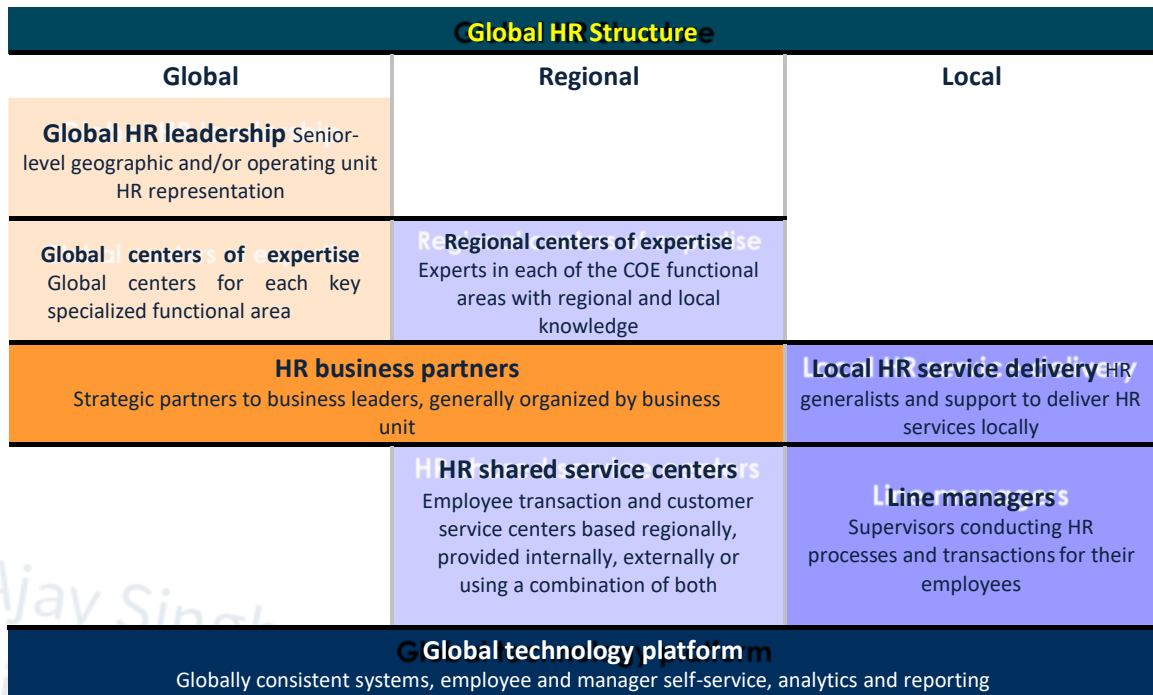 Global HR Structure
Global
Regional
Local
Global HR leadership Senior-
level geographic and/or operating unit
HR representation
Global centers of expertise
Global centers for each key
specialized functional area
Regional centers of expertise
Experts in each of the COE functional
areas with regional and local
knowledge
HR business partners
Strategic partners to business leaders, generally organized by business
unit
Local HR service delivery HR
generalists and support to deliver HR
services locally
HR shared service centers
Employee transaction and customer
service centers based regionally,
provided internally, externally or
using a combination of both
Line managers
Supervisors conducting HR
processes and transactions for their
employees
Ajay Singh
Global technology platform
Globally consistent systems, employee and manager self-service, analytics and reporting